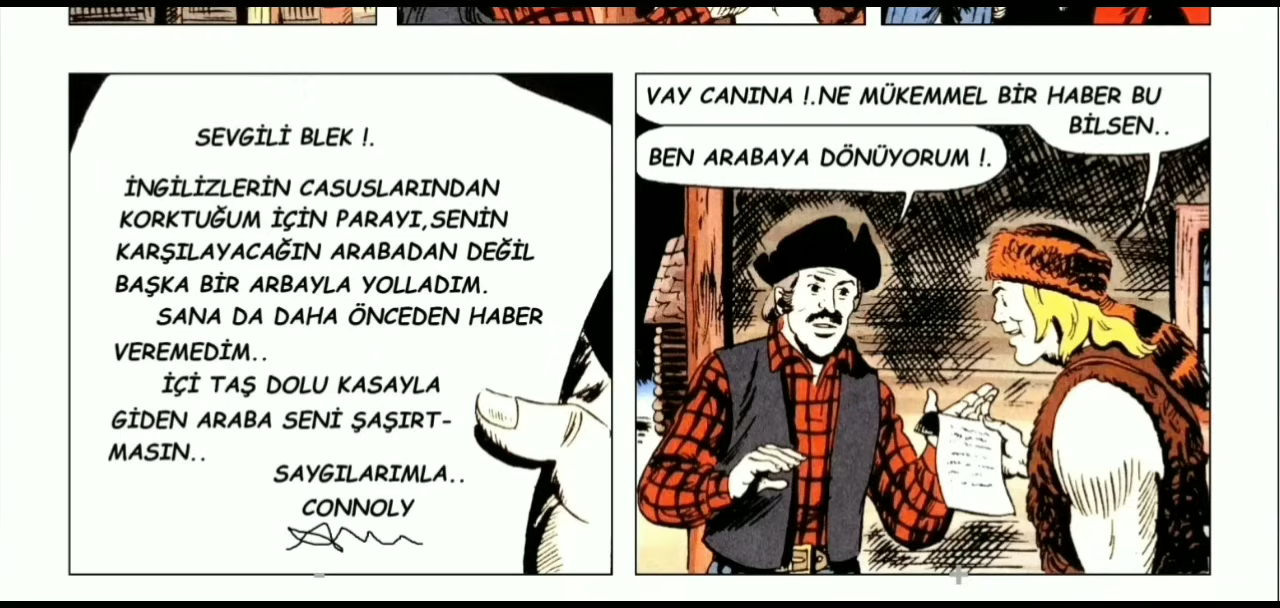 SEVGİLİ BLEK !.
İNGİLİZLERİN CASUSLARINDAN
KORKTUĞUM İÇİN PARAYI,SENİN
KARŞILAYACAĞIN ARABADAN DEĞİL
BAŞKA BİR ARBAYLA YOLLADIM.
SANA DA DAHA ÖNCEDEN HABER
VEREMEDİM..
İÇİ TAŞ DOLU KASAYLA
GİDEN ARABA SENİ ŞAŞIRT-
MASIN..
SAYGILARIMLA..
CONNOLY
VAY CANINA !.NE MÜKEMMEL BİR HABER BU
BİLSEN..
BEN ARABAYA DÖNÜYORUM !.